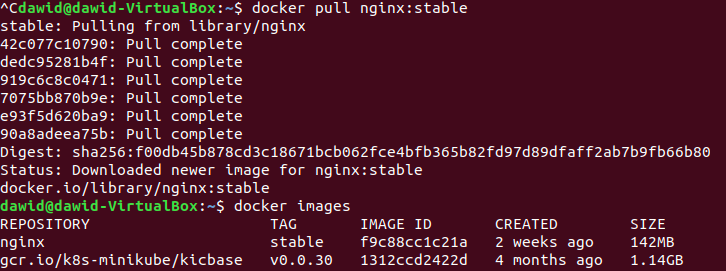 ^Cdawid@dawid-VirtualBox:~$ docker pull nginx:stable
stable: Pulling from library/nginx
42c077c10790: Pull complete
dedc95281b4f: Pull complete
919c6c8c0471: Pull complete
7075bb870b9e: Pull complete
e93f5d620ba9: Pull complete
90a8adeea75b: Pull complete
Digest: sha256:f00db45b878cd3c18671bcb062fce4bfb365b82fd97d89dfaff2ab7b9fb66b80
Status: Downloaded newer image for nginx:stable
docker.io/library/nginx:stable
dawid@dawid-VirtualBox:~$ docker images
REPOSITORY TAG IMAGE ID CREATED SIZE
nginx stable f9c88cc1c21a 2 weeks ago 142MB
gcr.io/k8s-minikube/kicbase v0.0.30 1312ccd2422d 4 months ago 1.14GB